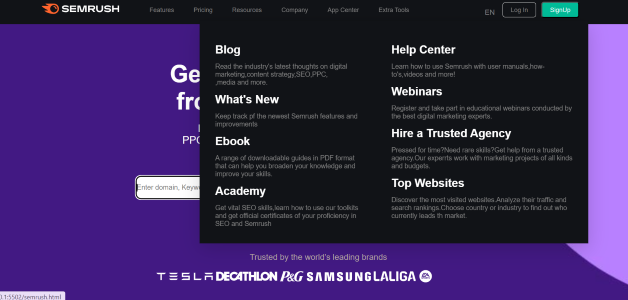 SEMRUSH
Features Pricing Resources Company App Center Extra Tools EN Log In SignUp
Blog
Read the industry's latest thoughts on digital
marketing,content strategy,SEO,PPC,
,media and more.
What's New
Keep track pf the newest Semrush features and
improvements
Ebook
A range of downloadable guides in PDF format
that can help you broaden your knowledge and
improve your skills.
Academy
Get vital SEO skills,learn how to use our toolkits
and get official certificates of your proficiency in
SEO and Semrush
Help Center
Learn how to use Semrush with user manuals,how-
to's,videos and more!
Webinars
Register and take part in educational webinars conducted by
the best digital marketing experts.
Hire a Trusted Agency
Pressed for time?Need rare skills?Get help from a trusted
agency.Our expersts work with marketing projects of all kinds
and budgets.
Top Websites
Discover the most visited websites.Analyze their traffic and
search rankings.Choose country or industry to find out who
currently leads th market.
Ge
fro
PPC
Enter domain, Keyw
Trusted by the world's leading brands
TESLA DECATHLON P&G SAMSUNG LALIGA EA
0.1:5502/semrush.html